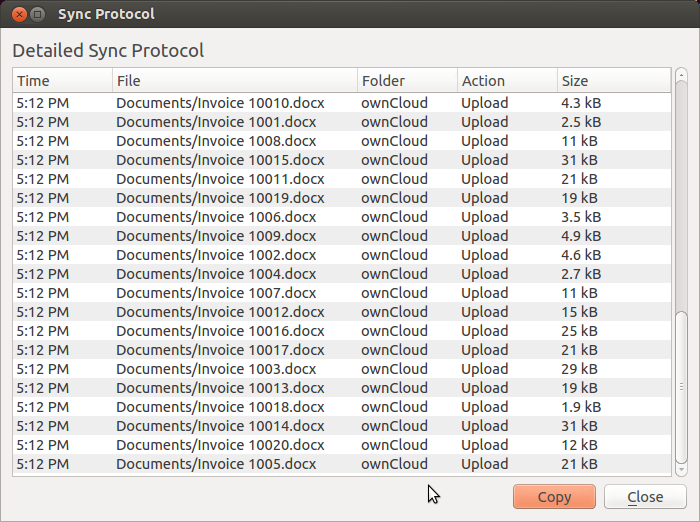 Sync Protocol
Detailed Sync Protocol
Time File Folder Action Size
5:12 PM Documents/Invoice 10010.docx ownCloud Upload 4.3 kB
5:12 PM Documents/Invoice 1001.docx ownCloud Upload 2.5 kB
5:12 PM Documents/Invoice 1008.docx ownCloud Upload 11 kB
5:12 PM Documents/Invoice 10015.docx ownCloud Upload 31 kB
5:12 PM Documents/Invoice 10011.docx ownCloud Upload 21 kB
5:12 PM Documents/Invoice 10019.docx ownCloud Upload 19 kB
5:12 PM Documents/Invoice 1006.docx ownCloud Upload 3.5 kB
5:12 PM Documents/Invoice 1009.docx ownCloud Upload 4.9 kB
5:12 PM Documents/Invoice 1002.docx ownCloud Upload 4.6 kB
5:12 PM Documents/Invoice 1004.docx ownCloud Upload 2.7 kB
5:12 PM Documents/Invoice 1007.docx ownCloud Upload 11 kB
5:12 PM Documents/Invoice 10012.docx ownCloud Upload 15 kB
5:12 PM Documents/Invoice 10016.docx ownCloud Upload 25 kB
5:12 PM Documents/Invoice 10017.docx ownCloud Upload 21 kB
5:12 PM Documents/Invoice 1003.docx ownCloud Upload 29 kB
5:12 PM Documents/Invoice 10013.docx ownCloud Upload 19 kB
5:12 PM Documents/Invoice 10018.docx ownCloud Upload 1.9 kB
5:12 PM Documents/Invoice 10014.docx ownCloud Upload 31 kB
5:12 PM Documents/Invoice 10020.docx ownCloud Upload 12 kB
5:12 PM Documents/Invoice 1005.docx ownCloud Upload 21 kB
Copy Close